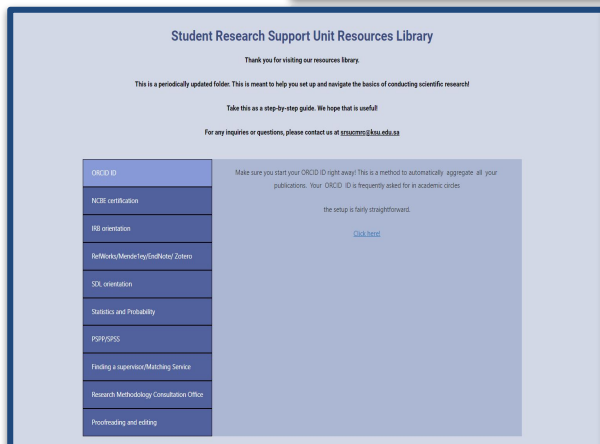 Student Research Support Unit Resources Library
Thank you for visiting our resources library.
This is a periodically updated folder. This is meant to help you set up and navigate the basics of conducting scientific research!
Take this as a step-by-step guide. We hope that is useful!
For any inquiries or questions, please contact us at srsucmrc@ksu.edu.sa
ORCID ID
Make sure you start your ORCID ID right away! This is a method to automatically aggregate all your
publications. Your ORCID ID is frequently asked for in academic circles
the setup is fairly straightforward.
Click here!
NCBE certification
IRB orientation
RefWorks/Mende1ey/EndNote/ Zotero
SDL orientation
Statistics and Probability
PSPP/SPSS
Finding a supervisor/Matching Service
Research Methodology Consultation Office
Proofreading and editing